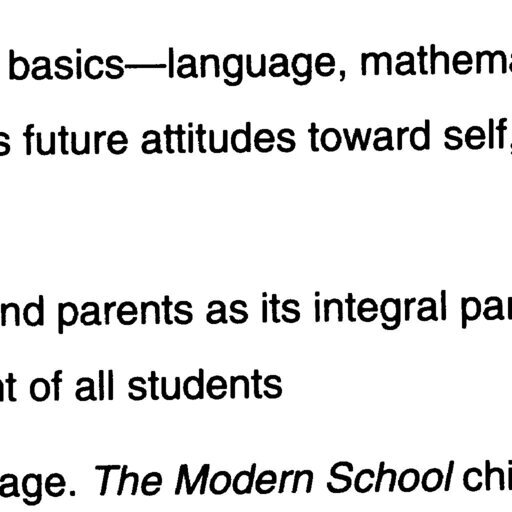 basics—language, mathema
s future attitudes toward self,
nd parents as its integral par
nt of all students
age. The Modern School chi